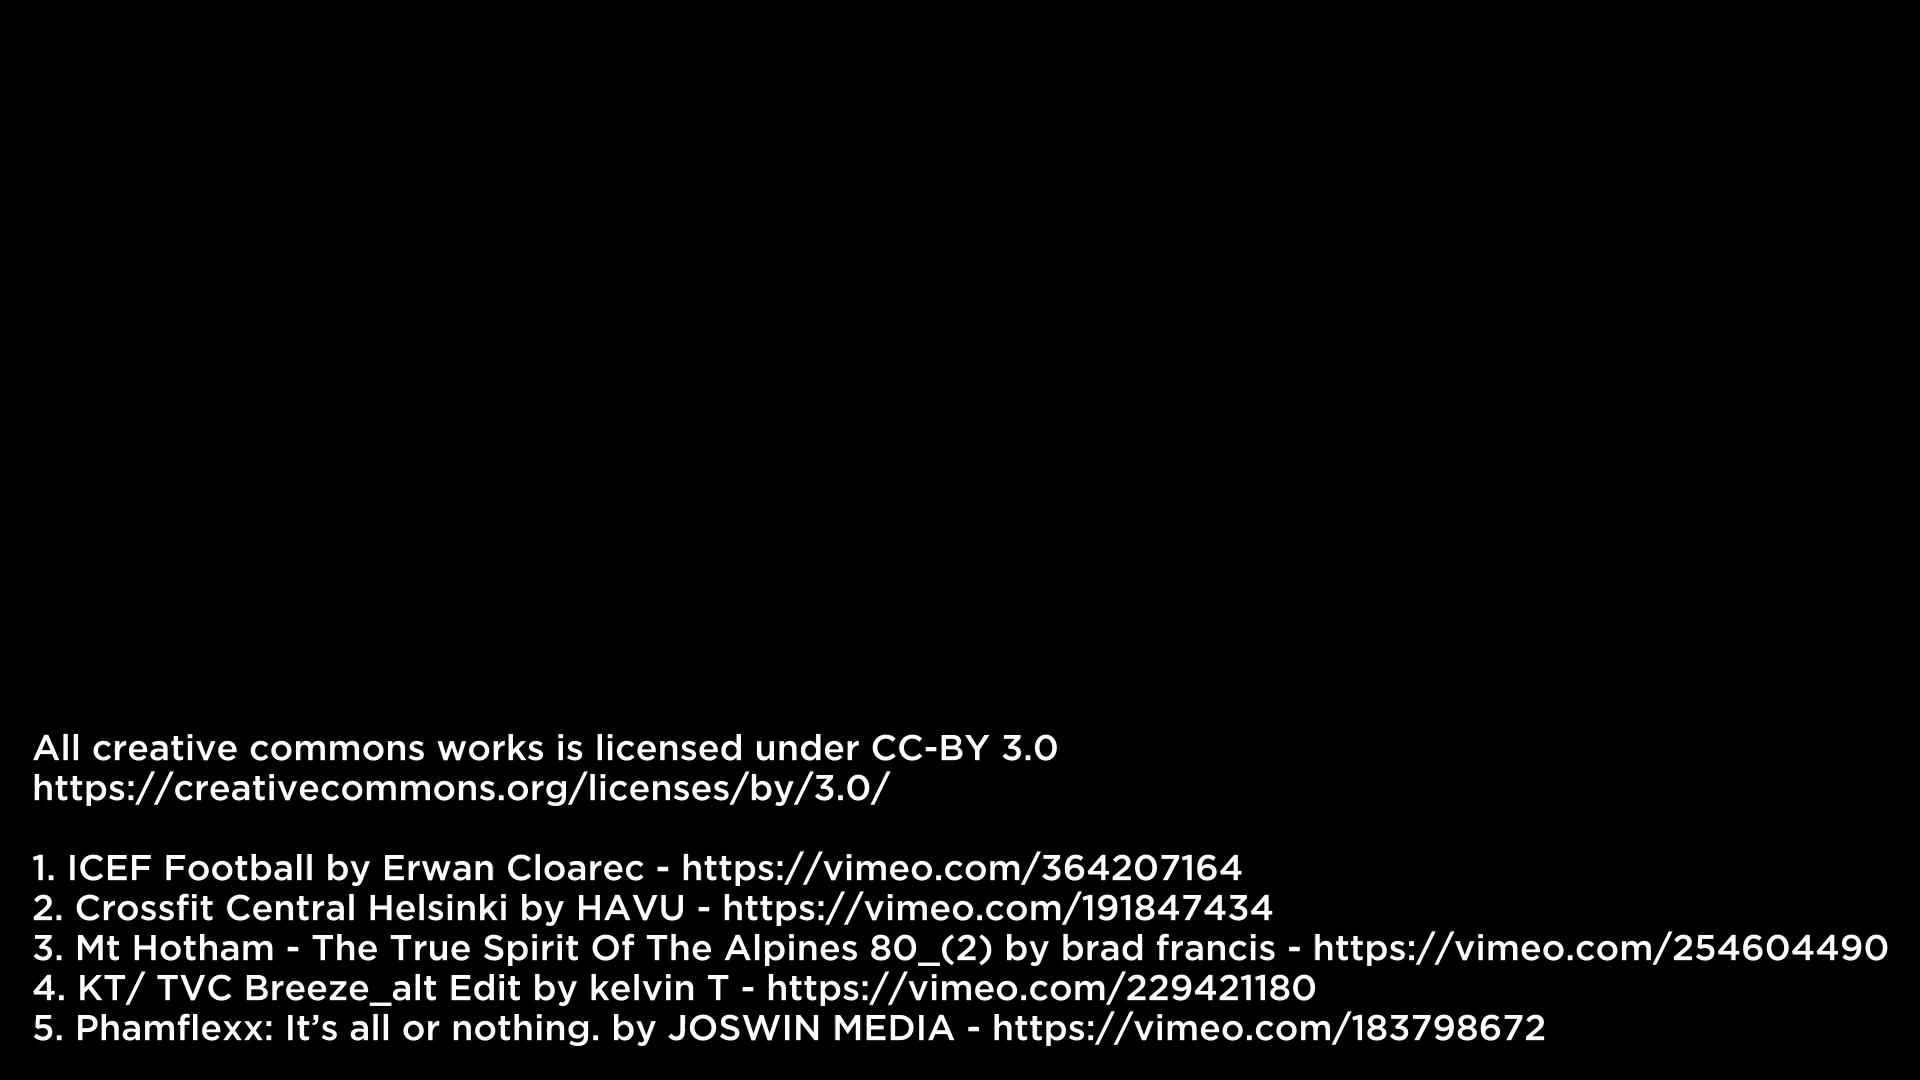 All creative commons works is licensed under CC-BY 3.0
https://creativecommons.org/licenses/by/3.0/
1. ICEF Football by Erwan Cloarec - https://vimeo.com/364207164
2. Crossfit Central Helsinki by HAVU - https://vimeo.com/191847434
3. Mt Hotham - The True Spirit Of The Alpines 80_(2) by brad francis - https://vimeo.com/254604490
4. KT/ TVC Breeze_alt Edit by kelvin T - https://vimeo.com/229421180
5. Phamflexx: It’s all or nothing. by JOSWIN MEDIA - https://vimeo.com/183798672